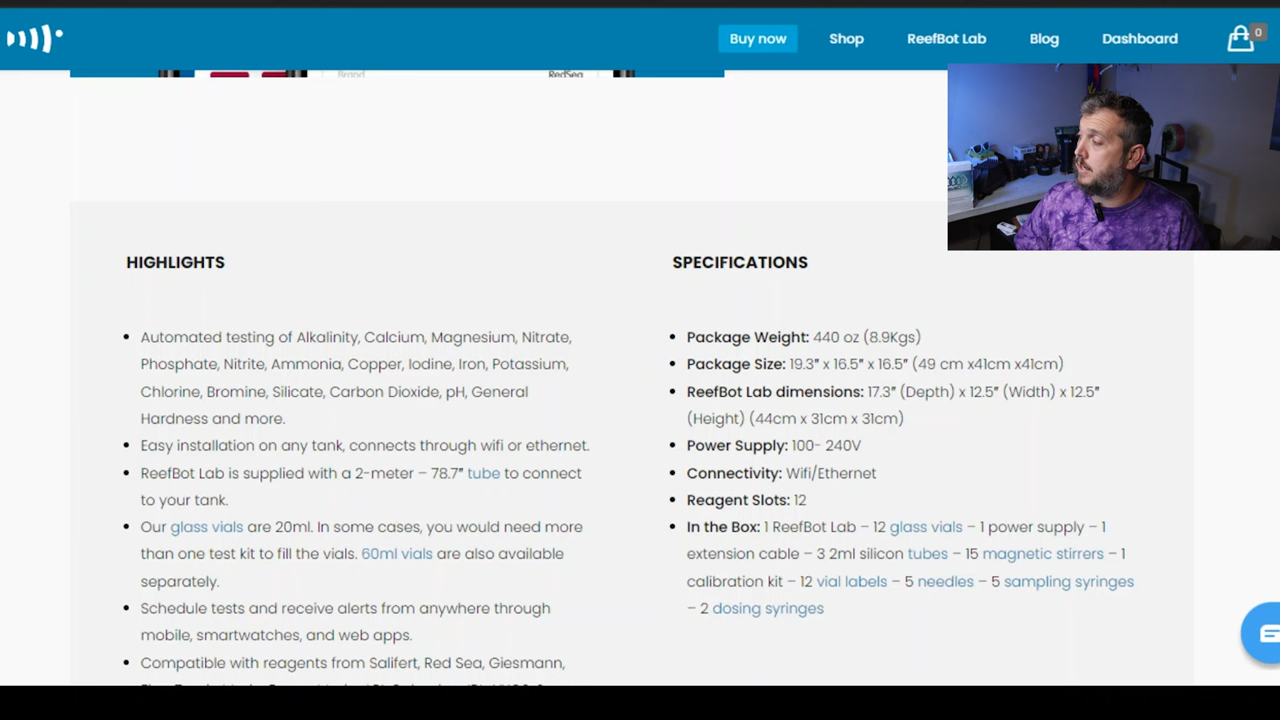 Buy now
Shop
ReefBot Lab
Blog
Dashboard
0
Brand
RedSea
HIGHLIGHTS
Automated testing of Alkalinity, Calcium, Magnesium, Nitrate,
Phosphate, Nitrite, Ammonia, Copper, Iodine, Iron, Potassium,
Chlorine, Bromine, Silicate, Carbon Dioxide, pH, General
Hardness and more.
Easy installation on any tank, connects through wifi or ethernet.
ReefBot Lab is supplied with a 2-meter – 78.7″ tube to connect
to your tank.
Our glass vials are 20ml. In some cases, you would need more
than one test kit to fill the vials. 60ml vials are also available
separately.
Schedule tests and receive alerts from anywhere through
mobile, smartwatches, and web apps.
Compatible with reagents from Salifert, Red Sea, Giesmann,
SPECIFICATIONS
Package Weight: 440 oz (8.9Kgs)
Package Size: 19.3″ x 16.5″ x 16.5″ (49 cm x41cm x41cm)
ReefBot Lab dimensions: 17.3″ (Depth) x 12.5″ (Width) x 12.5″
(Height) (44cm x 31cm x 31cm)
Power Supply: 100- 240V
Connectivity: Wifi/Ethernet
Reagent Slots: 12
In the Box: 1 ReefBot Lab – 12 glass vials – 1 power supply – 1
extension cable – 3 2ml silicon tubes – 15 magnetic stirrers – 1
calibration kit – 12 vial labels – 5 needles – 5 sampling syringes
– 2 dosing syringes